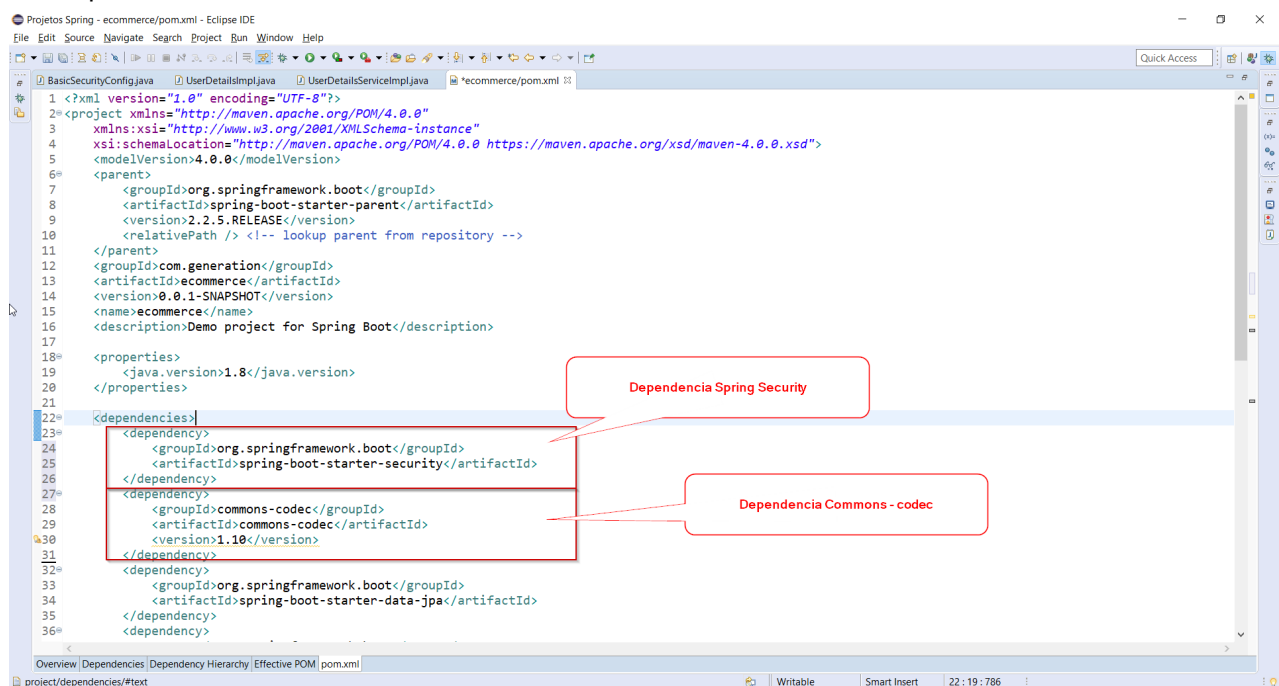 Projetos Spring - ecommerce/pom.xml - Eclipse IDE
File Edit Source Navigate Search Project Run Window Help
Quick Access
BasicSecurityConfig.java UserDetailsImpl.java UserDetailsServiceImpl.java *ecommerce/pom.xml
1 <?xml version="1.0" encoding="UTF-8"?>
2 <project xmlns="http://maven.apache.org/POM/4.0.0"
3 xmlns:xsi="http://www.w3.org/2001/XMLSchema-instance"
4 xsi:schemaLocation="http://maven.apache.org/POM/4.0.0 https://maven.apache.org/xsd/maven-4.0.0.xsd">
5 <modelVersion>4.0.0</modelVersion>
6 <parent>
7 <groupId>org.springframework.boot</groupId>
8 <artifactId>spring-boot-starter-parent</artifactId>
9 <version>2.2.5.RELEASE</version>
10 <relativePath /> <!-- lookup parent from repository -->
11 </parent>
12 <groupId>com.generation</groupId>
13 <artifactId>ecommerce</artifactId>
14 <version>0.0.1-SNAPSHOT</version>
15 <name>ecommerce</name>
16 <description>Demo project for Spring Boot</description>
17
18 <properties>
19 <java.version>1.8</java.version>
20 </properties>
21
22 <dependencies>
23 <dependency>
24 <groupId>org.springframework.boot</groupId>
25 <artifactId>spring-boot-starter-security</artifactId>
26 </dependency>
27 <dependency>
28 <groupId>commons-codec</groupId>
29 <artifactId>commons-codec</artifactId>
30 <version>1.10</version>
31 </dependency>
32 <dependency>
33 <groupId>org.springframework.boot</groupId>
34 <artifactId>spring-boot-starter-data-jpa</artifactId>
35 </dependency>
36 <dependency>
Dependencia Spring Security
Dependencia Commons - codec
Overview Dependencies Dependency Hierarchy Effective POM pom.xml
project/dependencies/#text Writable Smart Insert 22 : 19 : 786